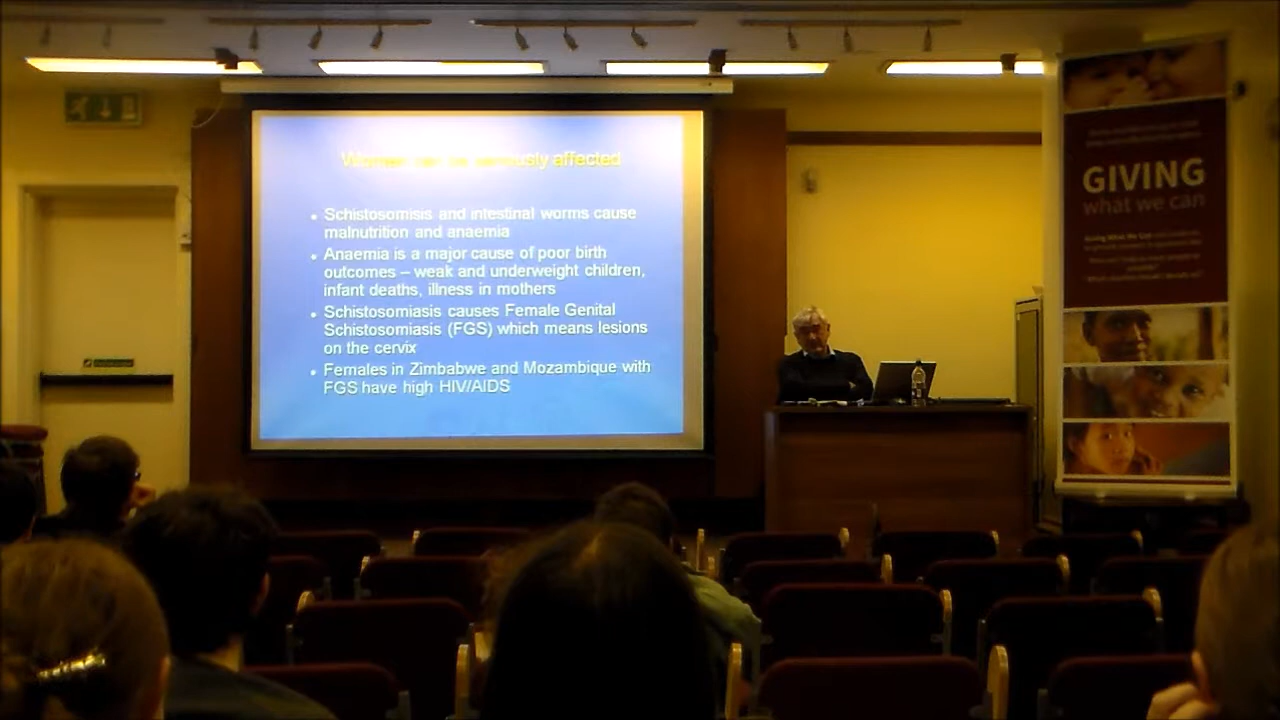 Women can be seriously affected
• Schistosomisis and intestinal worms cause
malnutrition and anaemia
• Anaemia is a major cause of poor birth
outcomes – weak and underweight children,
infant deaths, illness in mothers
• Schistosomiasis causes Female Genital
Schistosomiasis (FGS) which means lesions
on the cervix
• Females in Zimbabwe and Mozambique with
FGS have high HIV/AIDS
GIVING
what we can